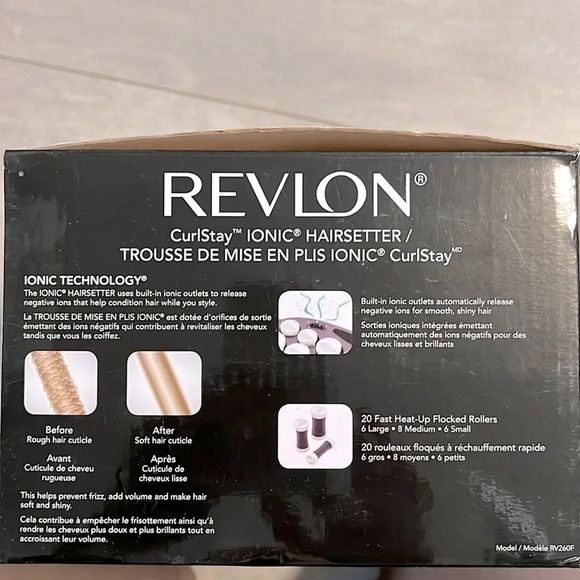 REVLON®
CurlStay™ IONIC® HAIRSETTER /
TROUSSE DE MISE EN PLIS IONIC® CurlStay MD
IONIC TECHNOLOGY®
The IONIC® HAIRSETTER uses built-in ionic outlets to release
negative ions that help condition hair while you style.
La TROUSSE DE MISE EN PLIS IONIC® est dotée d'orifices de sortie
émettant des ions négatifs qui contribuent à revitaliser les cheveux
tandis que vous les coiffez.
Before
Rough hair cuticle
Avant
Cuticule de cheveu
rugueuse
After
Soft hair cuticle
Après
Cuticule de
cheveux lisse
This helps prevent frizz, add volume and make hair
soft and shiny.
Cela contribue à empêcher le frisottement ainsi qu'à
rendre les cheveux plus doux et plus brillants tout en
accroissant leur volume.
Built-in ionic outlets automatically release
negative ions for smooth, shiny hair
Sorties ioniques intégrées émettant
automatiquement des ions négatifs pour des
cheveux lisses et brillants
20 Fast Heat-Up Flocked Rollers
6 Large • 8 Medium • 6 Small
20 rouleaux floqués à réchauffement rapide
6 gros • 8 moyens • 6 petits
Model / Modèle RV260F